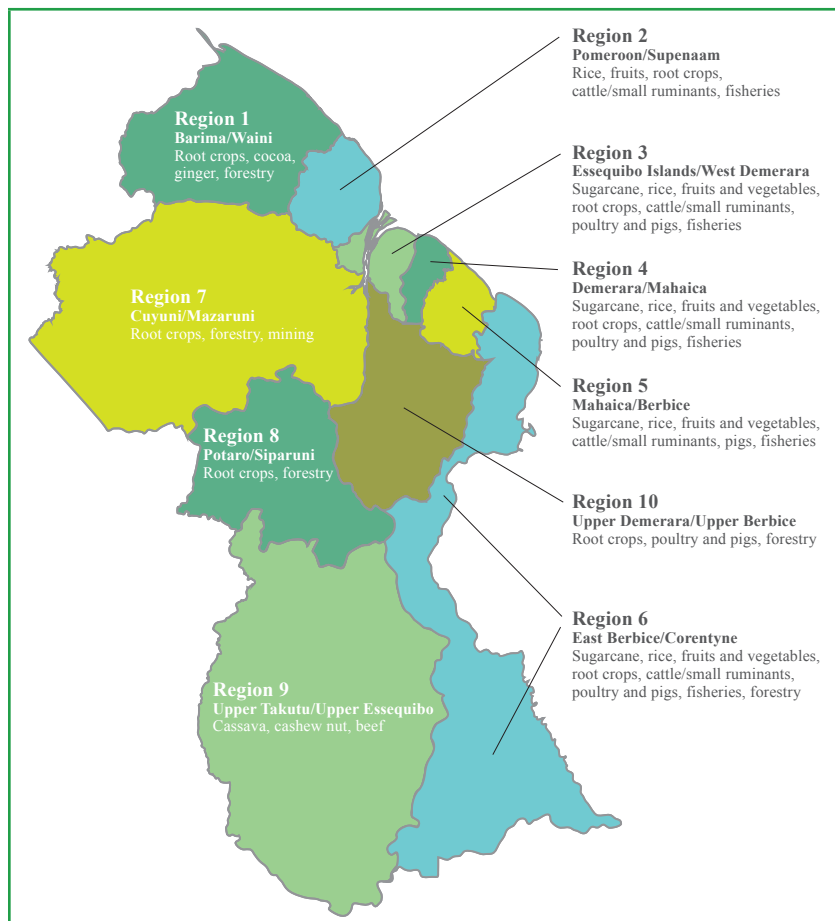 Region 2
Pomeroon/Supenaam
Rice, fruits, root crops,
cattle/small ruminants, fisheries
Region 1
Barima/Waini
Root crops, cocoa,
ginger, forestry
Region 3
Essequibo Islands/West Demerara
Sugarcane, rice, fruits and vegetables,
root crops, cattle/small ruminants,
poultry and pigs, fisheries
Region 4
Demerara/Mahaica
Sugarcane, rice, fruits and vegetables,
root crops, cattle/small ruminants,
poultry and pigs, fisheries
Region 7
Cuyuni/Mazaruni
Root crops, forestry, mining
Region 5
Mahaica/Berbice
Sugarcane, rice, fruits and vegetables,
cattle/small ruminants, pigs, fisheries
Region 8
Potaro/Siparuni
Root crops, forestry
Region 10
Upper Demerara/Upper Berbice
Root crops, poultry and pigs, forestry
Region 6
East Berbice/Corentyne
Sugarcane, rice, fruits and vegetables,
root crops, cattle/small ruminants,
poultry and pigs, fisheries, forestry
Region 9
Upper Takutu/Upper Essequibo
Cassava, cashew nut, beef